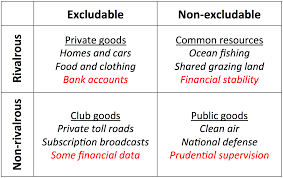 Excludable
Non-excludable
Rivalrous
Private goods
Homes and cars
Food and clothing
Bank accounts
Common resources
Ocean fishing
Shared grazing land
Financial stability
Non-rivalrous
Club goods
Private toll roads
Subscription broadcasts
Some financial data
Public goods
Clean air
National defense
Prudential supervision